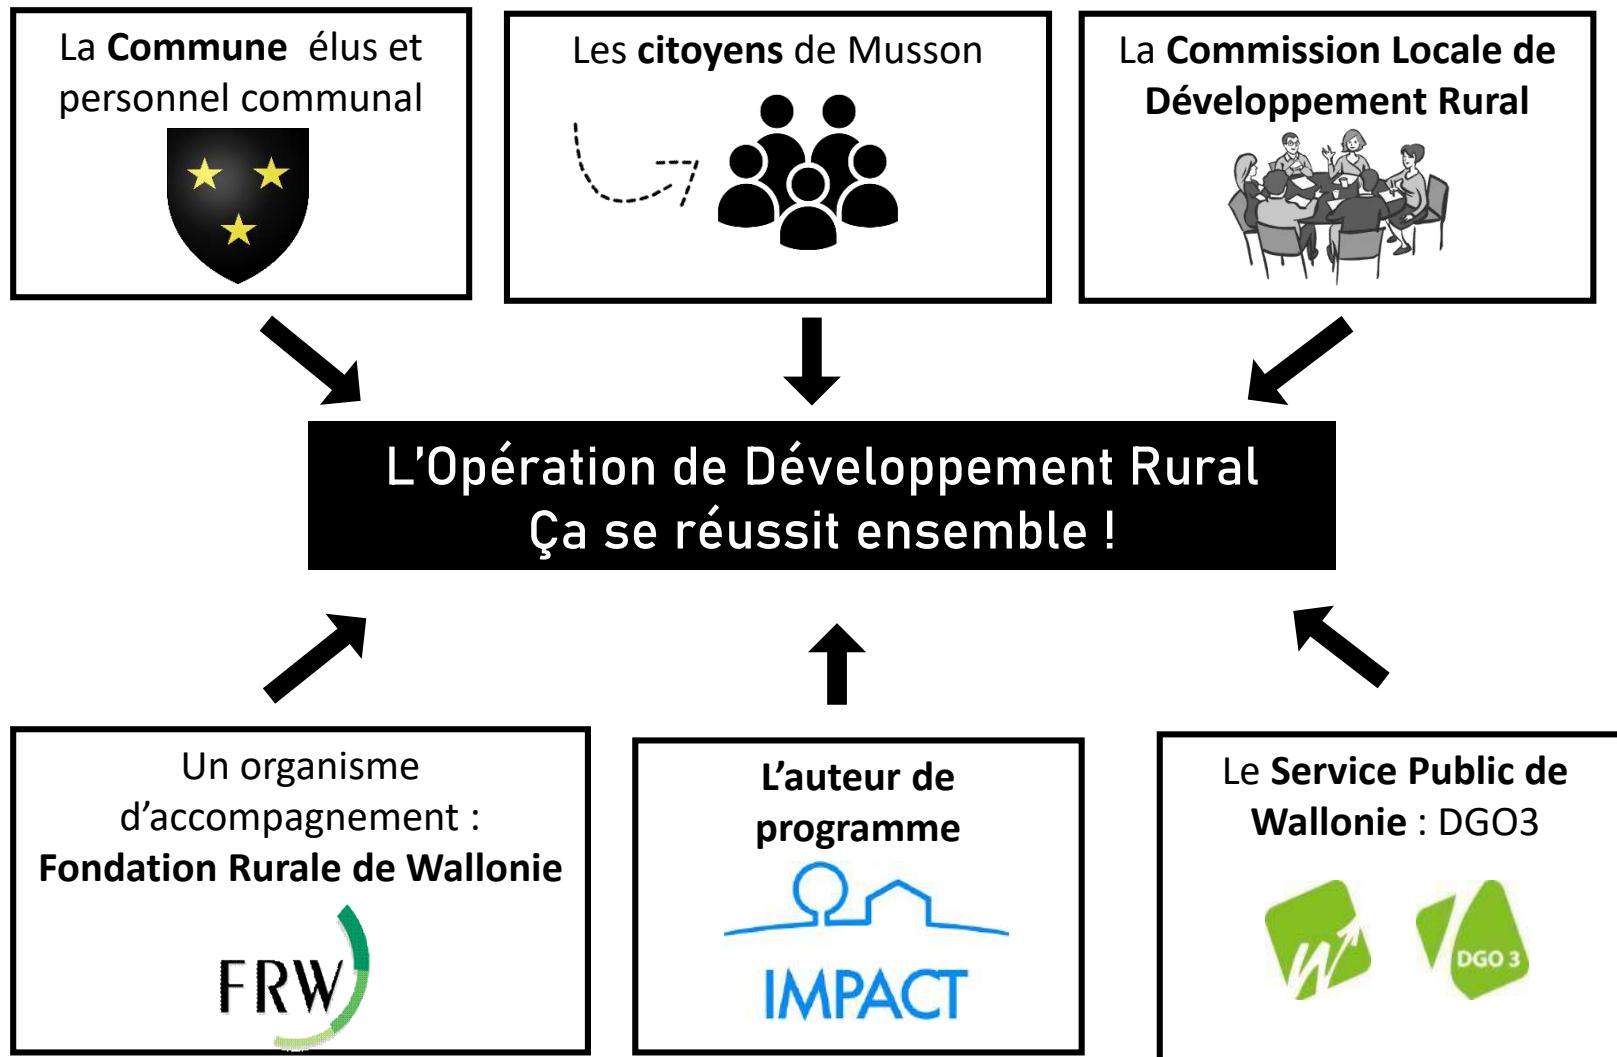 La Commune élus et
personnel communal
Les citoyens de Musson
La Commission Locale de
Développement Rural
L'Opération de Développement Rural
Ça se réussit ensemble !
Un organisme
d'accompagnement :
Fondation Rurale de Wallonie
FRW
L'auteur de
programme
IMPACT
Le Service Public de
Wallonie : DGO3
W
DGO 3